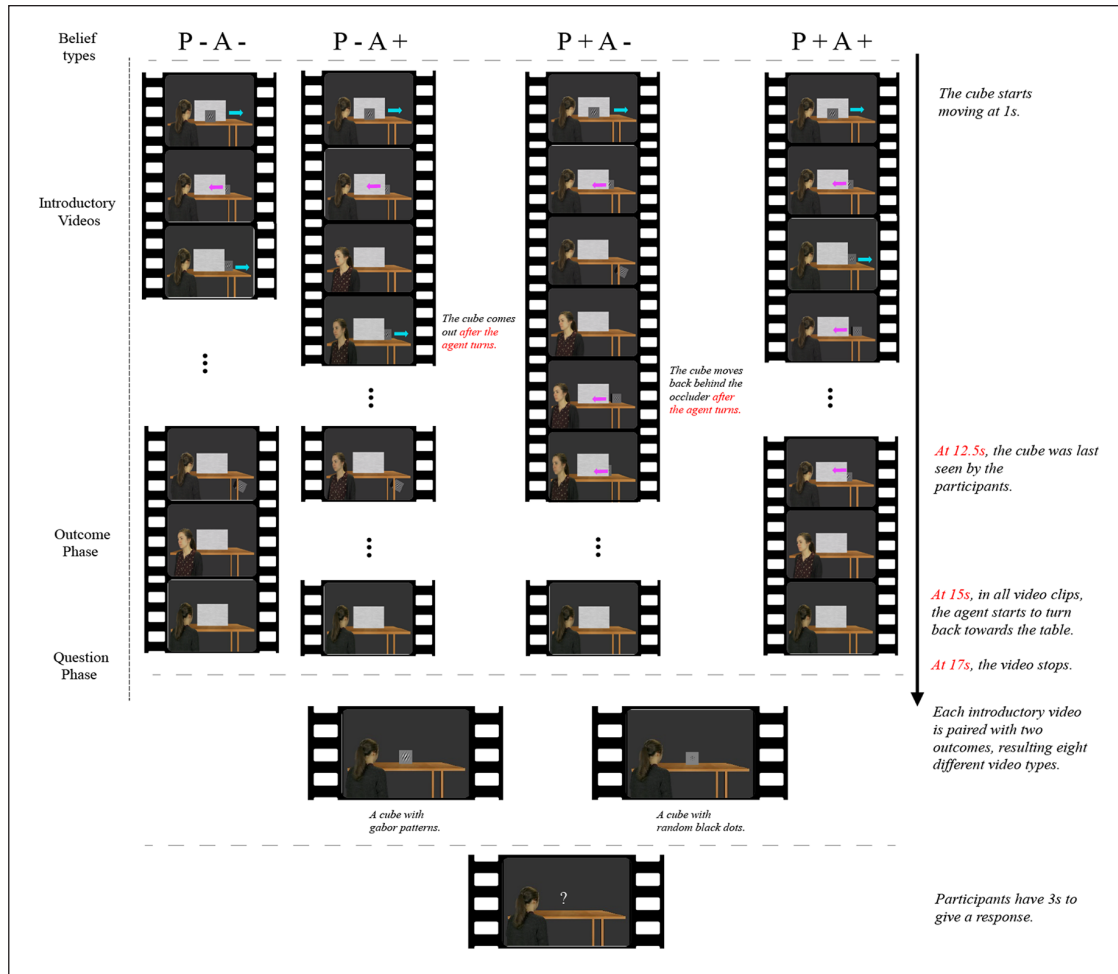 Belief
types
P - A -
P - A +
P + A -
P + A +
The cube starts
moving at 1s.
Introductory
Videos
The cube comes
out after the
agent turns.
The cube moves
back behind the
occluder after
the agent turns.
At 12.5s, the cube was last
seen by the
participants.
Outcome
Phase
At 15s, in all video clips,
the agent starts to turn
back towards the table.
Question
Phase
At 17s, the video stops.
Each introductory video
is paired with two
outcomes, resulting eight
different video types.
A cube with
gabor patterns.
A cube with
random black dots.
?
Participants have 3s to
give a response.